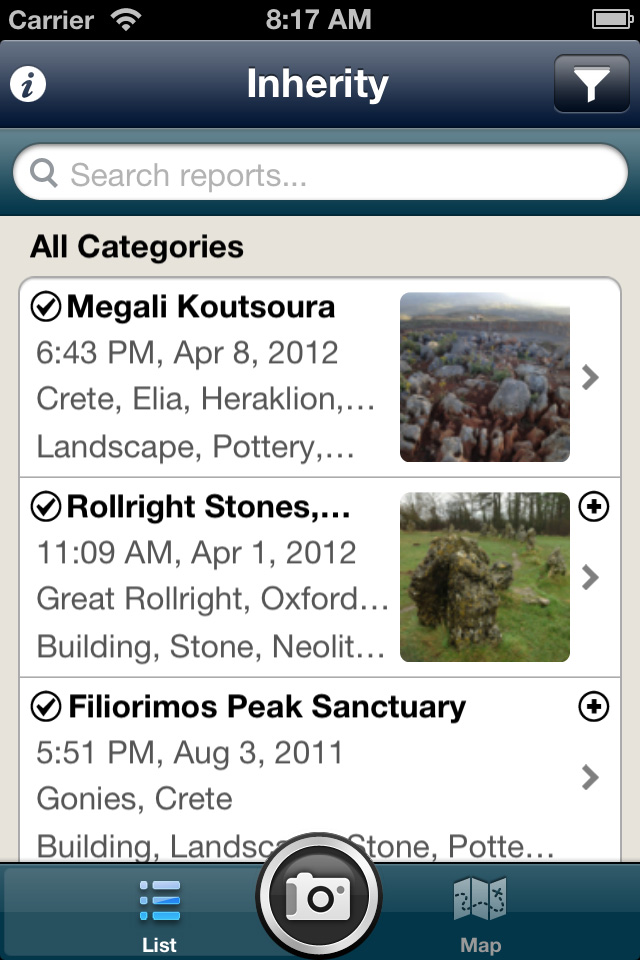 Carrier 8:17 AM
Inherity
Search reports...
All Categories
Megali Koutsoura
6:43 PM, Apr 8, 2012
Crete, Elia, Heraklion,...
Landscape, Pottery,...
Rollright Stones,...
11:09 AM, Apr 1, 2012
Great Rollright, Oxford...
Building, Stone, Neolit...
Filiorimos Peak Sanctuary
5:51 PM, Aug 3, 2011
Gonies, Crete
Building, Landsca Stone, Potte...
List Map